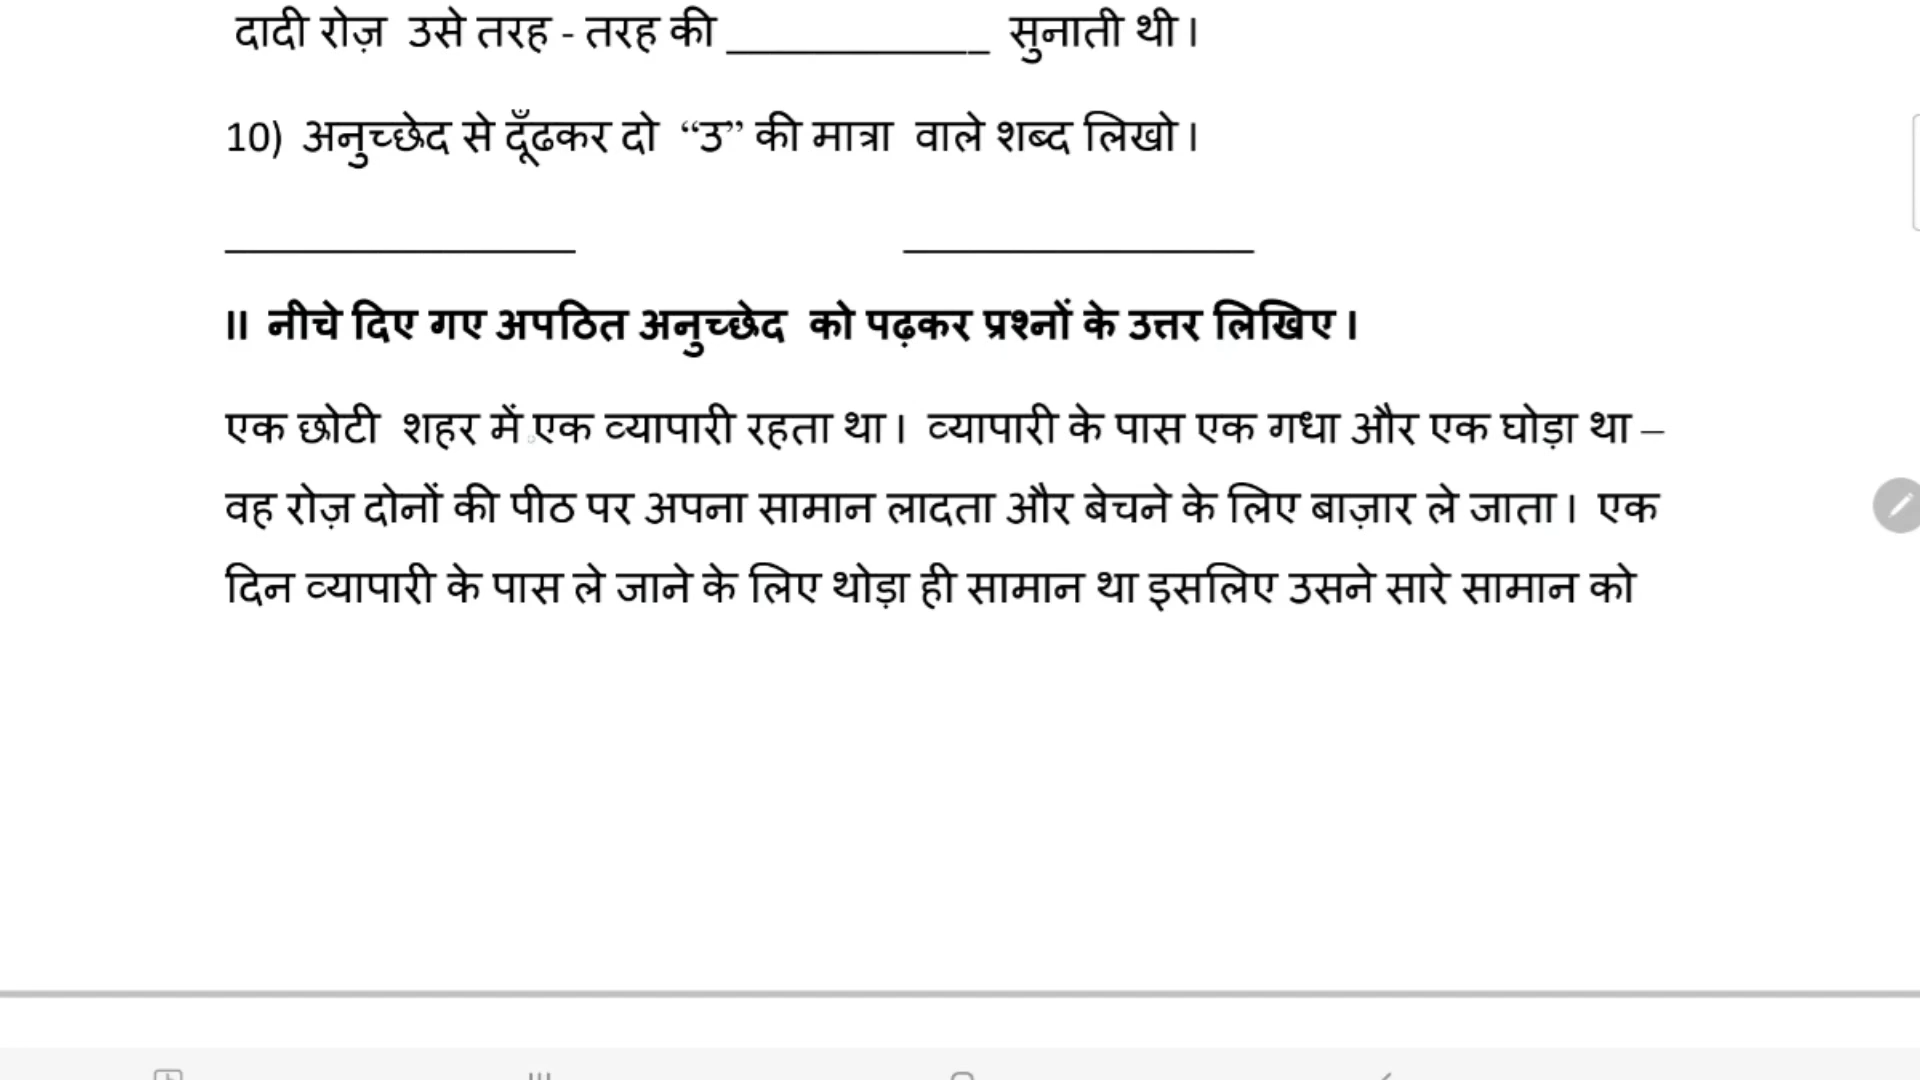 दादी रोज़ उसे तरह - तरह की ____________ सुनाती थी ।
10) अनुच्छेद से ढूँढकर दो “उ” की मात्रा वाले शब्द लिखो ।
________________ ________________
II नीचे दिए गए अपठित अनुच्छेद को पढ़कर प्रश्नों के उत्तर लिखिए ।
एक छोटी शहर में एक व्यापारी रहता था । व्यापारी के पास एक गधा और एक घोड़ा था –
वह रोज़ दोनों की पीठ पर अपना सामान लादता और बेचने के लिए बाज़ार ले जाता । एक
दिन व्यापारी के पास ले जाने के लिए थोड़ा ही सामान था इसलिए उसने सारे सामान को